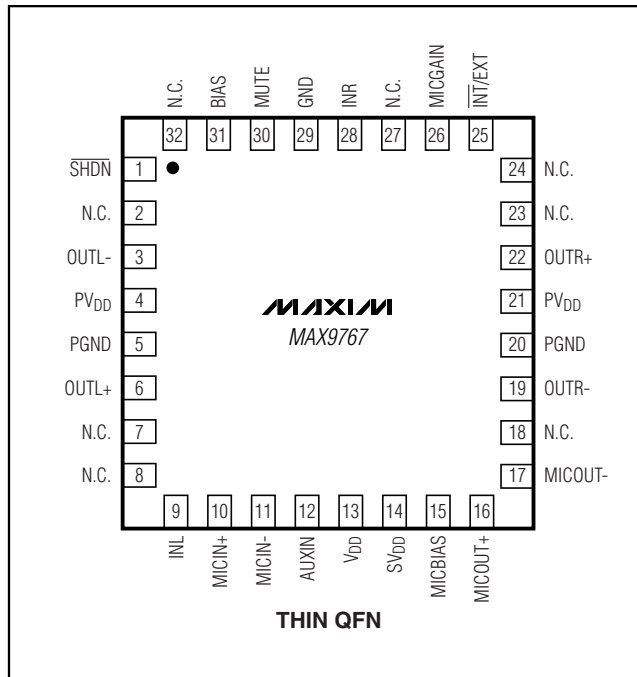 N.C.
BIAS
MUTE
GND
INR
N.C.
MICGAIN
INT/EXT
32 31 30 29 28 27 26 25
SHDN 1 24 N.C.
N.C. 2 23 N.C.
OUTL- 3 22 OUTR+
PVDD 4 21 PVDD
MAXIM
MAX9767
PGND 5 20 PGND
OUTL+ 6 19 OUTR-
N.C. 7 18 N.C.
N.C. 8 17 MICOUT-
9 10 11 12 13 14 15 16
INL
MICIN+
MICIN-
AUXIN
VDD
SVDD
MICBIAS
MICOUT+
THIN QFN